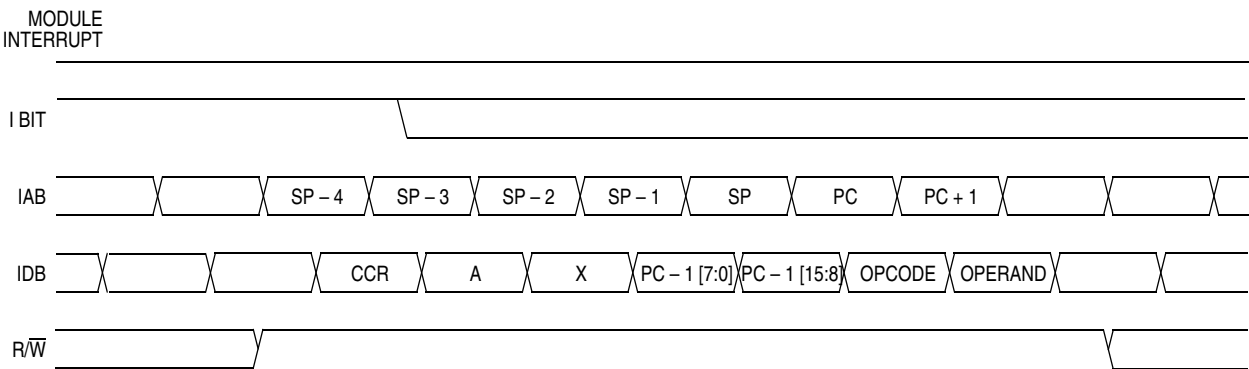 MODULE
INTERRUPT
I BIT
IAB SP – 4 SP – 3 SP – 2 SP – 1 SP PC PC + 1
IDB CCR A X PC – 1 [7:0] PC – 1 [15:8] OPCODE OPERAND
R/W̅